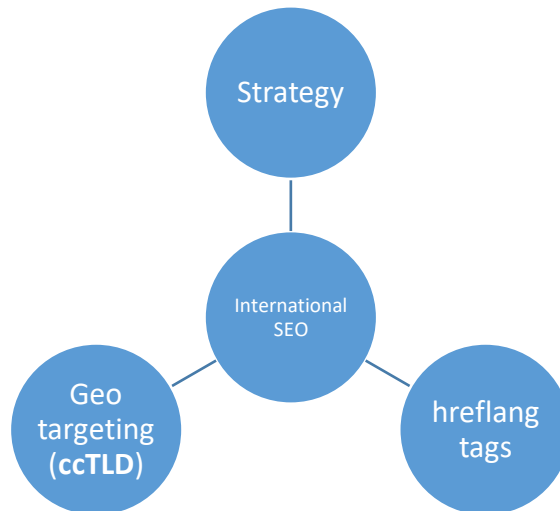 Strategy
International
SEO
Geo
targeting
(ccTLD)
hreflang
tags